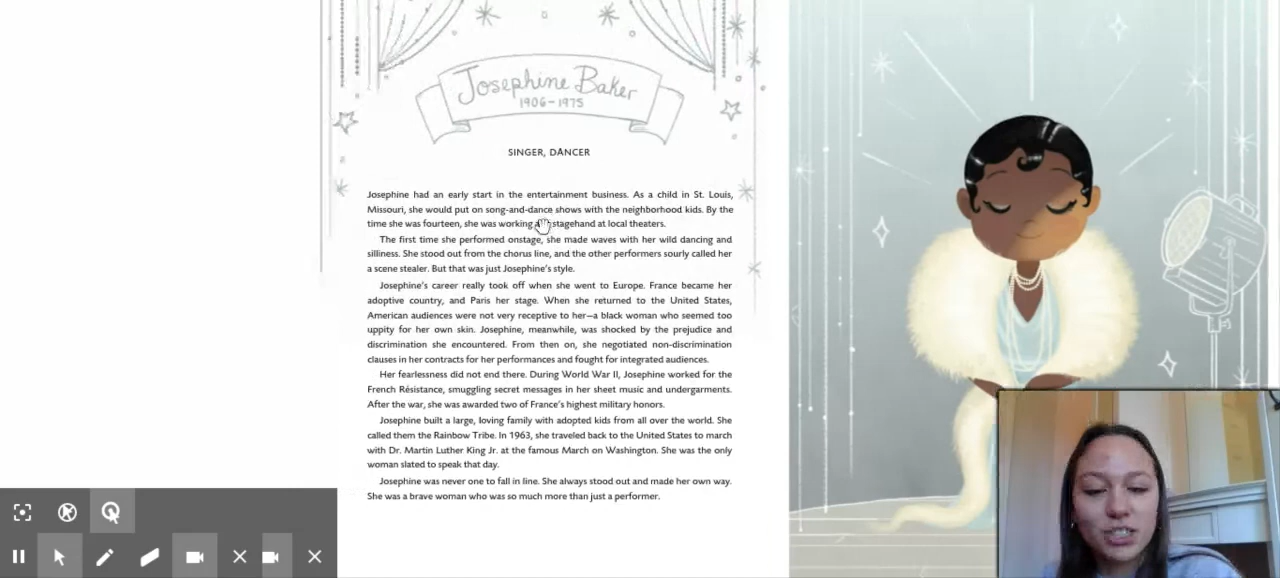 Josephine Baker
1906-1975
SINGER, DANCER
Josephine had an early start in the entertainment business. As a child in St. Louis,
Missouri, she would put on song-and-dance shows with the neighborhood kids. By the
time she was fourteen, she was working stagehand at local theaters.
The first time she performed onstage, she made waves with her wild dancing and
silliness. She stood out from the chorus line, and the other performers sourly called her
a scene stealer. But that was just Josephine's style.
Josephine's career really took off when she went to Europe. France became her
adoptive country, and Paris her stage. When she returned to the United States,
American audiences were not very receptive to her—a black woman who seemed too
uppity for her own skin. Josephine, meanwhile, was shocked by the prejudice and
discrimination she encountered. From then on, she negotiated non-discrimination
clauses in her contracts for her performances and fought for integrated audiences.
Her fearlessness did not end there. During World War II, Josephine worked for the
French Résistance, smuggling secret messages in her sheet music and undergarments.
After the war, she was awarded two of France's highest military honors.
Josephine built a large, loving family with adopted kids from all over the world. She
called them the Rainbow Tribe. In 1963, she traveled back to the United States to march
with Dr. Martin Luther King Jr. at the famous March on Washington. She was the only
woman slated to speak that day.
Josephine was never one to fall in line. She always stood out and made her own way.
She was a brave woman who was so much more than just a performer.